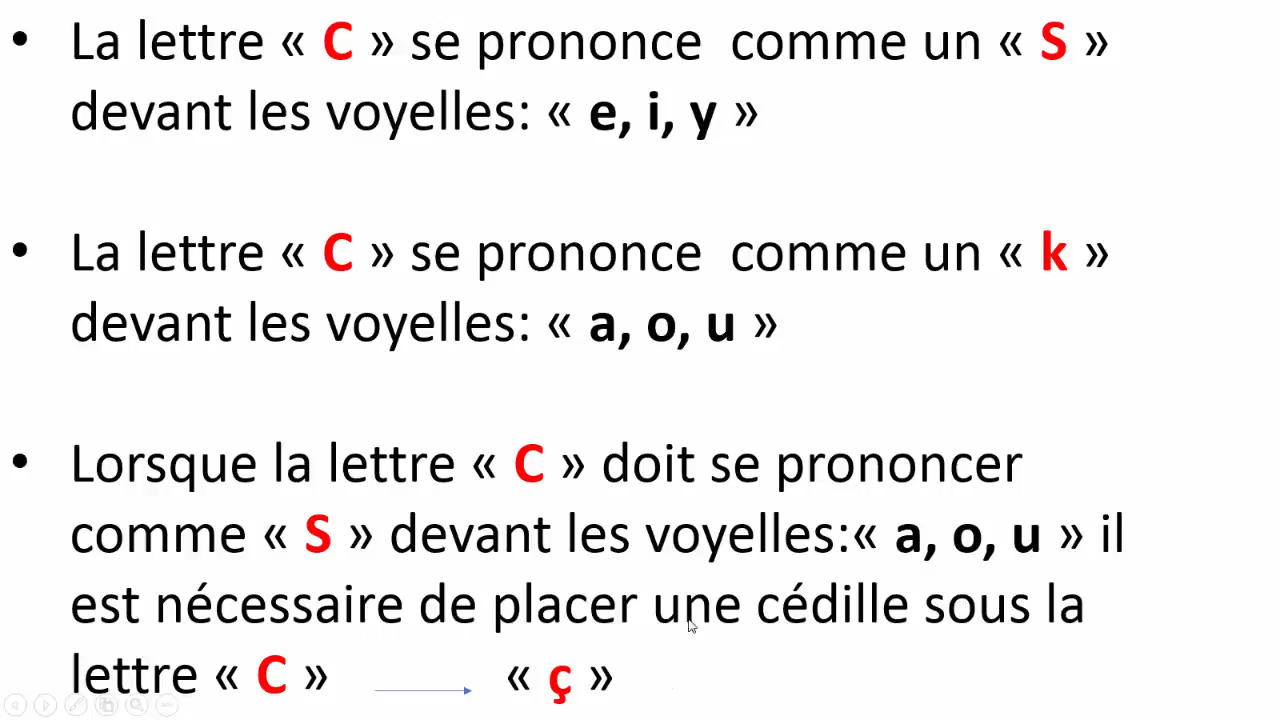 • La lettre « C » se prononce  comme un « S »
devant les voyelles: « e, i, y »
• La lettre « C » se prononce  comme un « k »
devant les voyelles: « a, o, u »
• Lorsque la lettre « C » doit se prononcer
comme « S » devant les voyelles:« a, o, u » il
est nécessaire de placer une cédille sous la
lettre « C » → « ç »